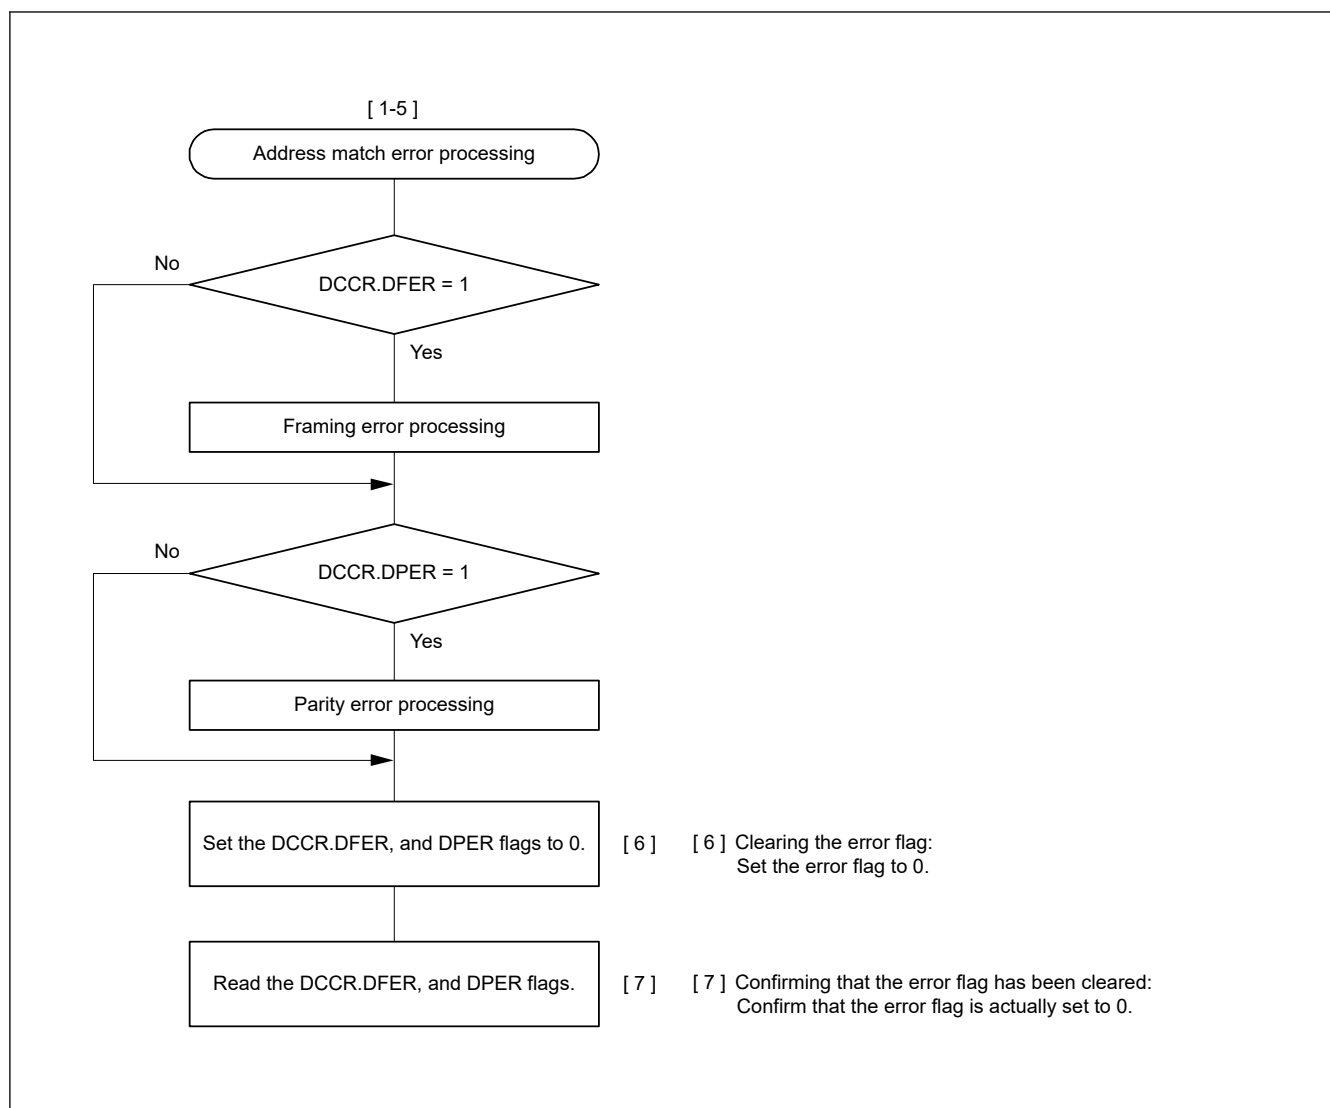 [ 1-5 ]
Address match error processing
No
DCCR.DFER = 1
Yes
Framing error processing
No
DCCR.DPER = 1
Yes
Parity error processing
Set the DCCR.DFER, and DPER flags to 0.
[ 6 ]
[ 6 ] Clearing the error flag:
Set the error flag to 0.
Read the DCCR.DFER, and DPER flags.
[ 7 ]
[ 7 ] Confirming that the error flag has been cleared:
Confirm that the error flag is actually set to 0.